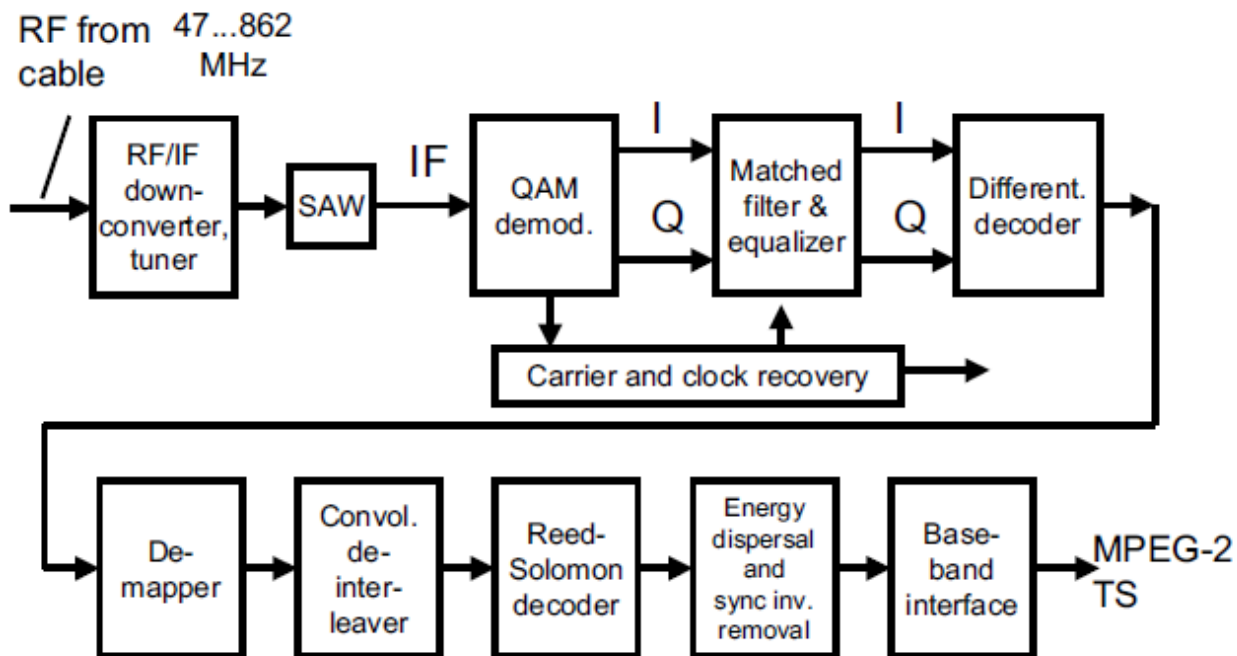 RF from
cable
47...862
MHz
RF/IF
down-
converter,
tuner
SAW
IF
QAM
demod.
I
Q
Matched
filter &
equalizer
I
Q
Different.
decoder
Carrier and clock recovery
De-
mapper
Convol.
de-
inter-
leaver
Reed-
Solomon
decoder
Energy
dispersal
and
sync inv.
removal
Base-
band
interface
MPEG-2
TS